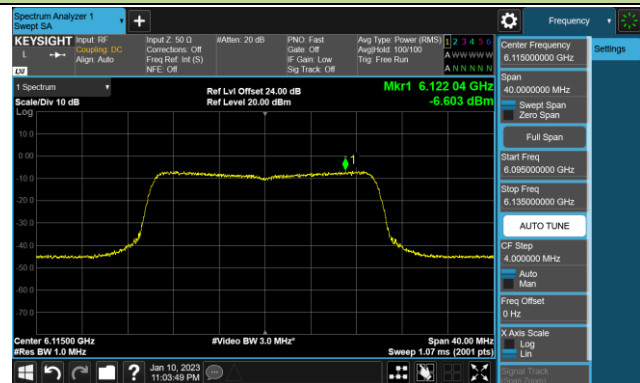 Spectrum Analyzer 1
Swept SA
+
Frequency
KEYSIGHT
Input: RF
Coupling: DC
Align: Auto
Input Z: 50 Ω
Corrections: Off
Freq Ref: Int (S)
NFE: Off
#Atten: 20 dB
PNO: Fast
Gate: Off
IF Gain: Low
Sig Track: Off
Avg Type: Power (RMS)
Avg|Hold: 100/100
Trig: Free Run
1 2 3 4 5 6
A W W W W W
A N N N N N
L
LXI
1 Spectrum
Scale/Div 10 dB
Log
Ref Lvl Offset 24.00 dB
Ref Level 20.00 dBm
Mkr1 6.122 04 GHz
-6.603 dBm
10.0
0.00
-10.0
-20.0
-30.0
-40.0
-50.0
-60.0
-70.0
1
Center 6.11500 GHz
#Res BW 1.0 MHz
#Video BW 3.0 MHz*
Span 40.00 MHz
Sweep 1.07 ms (2001 pts)
Jan 10, 2023
11:03:49 PM
?
Center Frequency
6.115000000 GHz
Settings
Span
40.0000000 MHz
Swept Span
Zero Span
Full Span
Start Freq
6.095000000 GHz
Stop Freq
6.135000000 GHz
AUTO TUNE
CF Step
4.000000 MHz
Auto
Man
Freq Offset
0 Hz
X Axis Scale
Log
Lin
Signal Track
(Span Zoom)